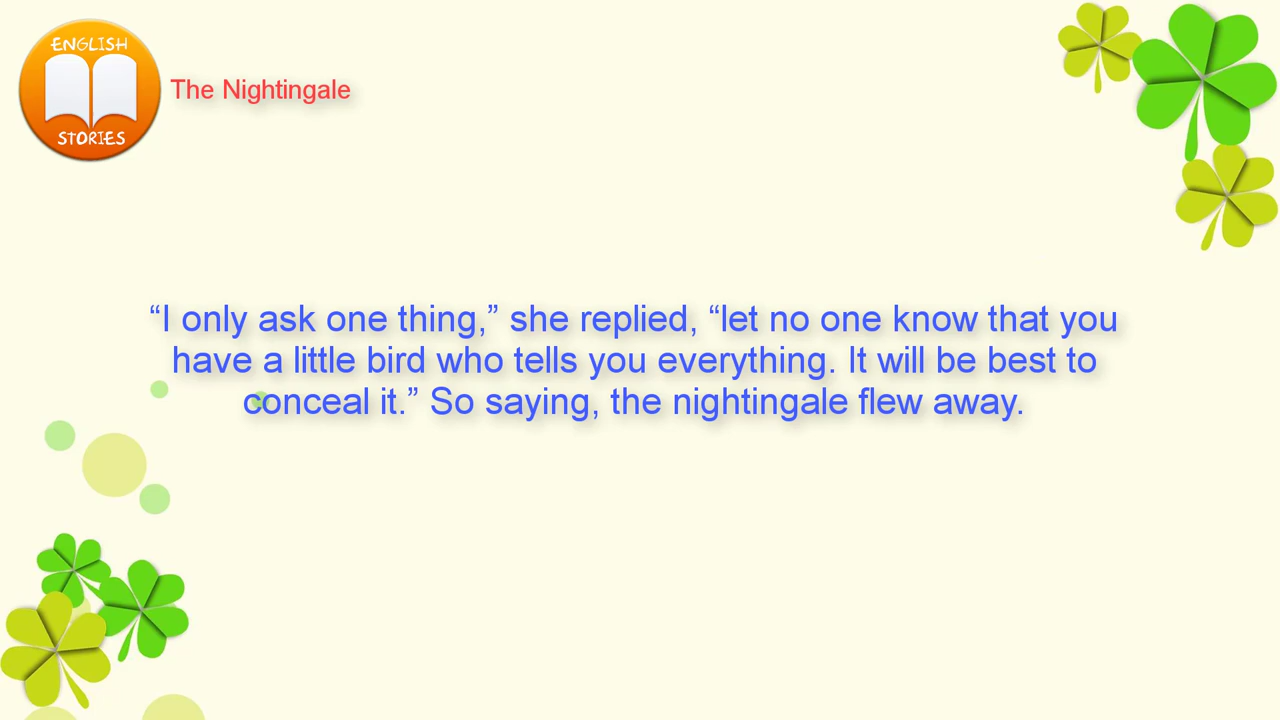 ENGLISH
STORIES
The Nightingale
“I only ask one thing,” she replied, “let no one know that you
have a little bird who tells you everything. It will be best to
conceal it.” So saying, the nightingale flew away.